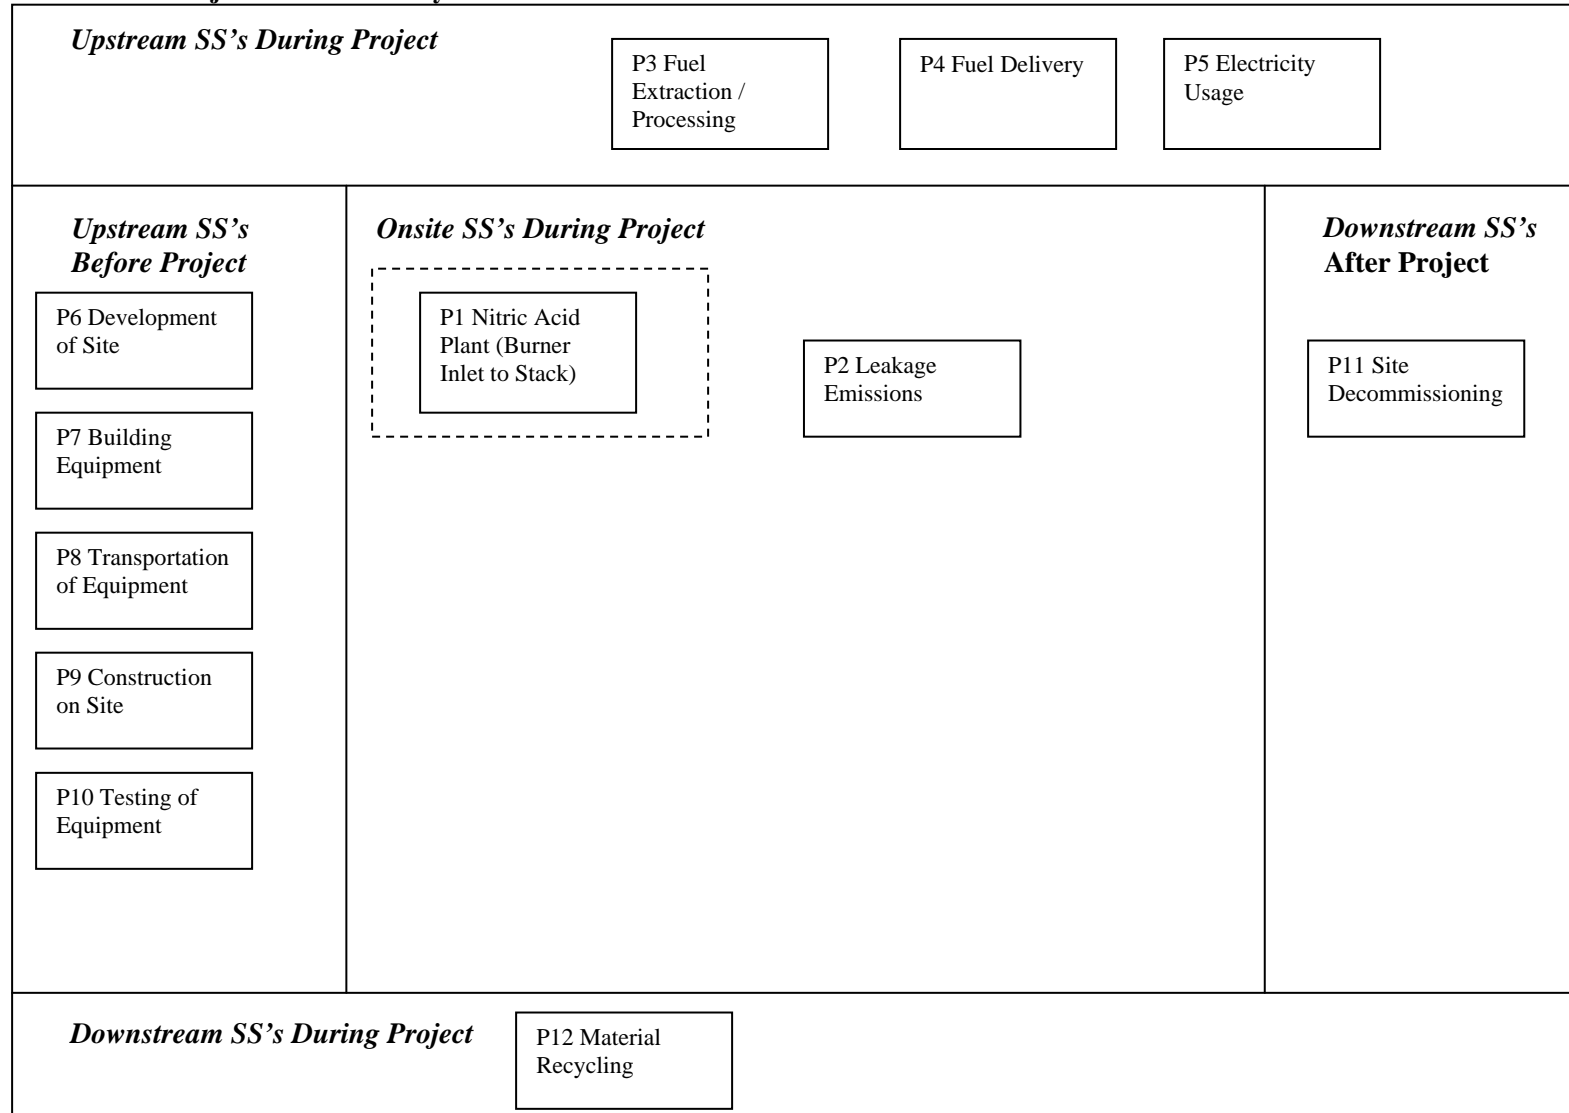 Upstream SS's During Project
P3 Fuel
Extraction /
Processing
P4 Fuel Delivery
P5 Electricity
Usage
Upstream SS's
Before Project
P6 Development
of Site
P7 Building
Equipment
P8 Transportation
of Equipment
P9 Construction
on Site
P10 Testing of
Equipment
Onsite SS's During Project
P1 Nitric Acid
Plant (Burner
Inlet to Stack)
P2 Leakage
Emissions
Downstream SS's
After Project
P11 Site
Decommissioning
Downstream SS's During Project
P12 Material
Recycling